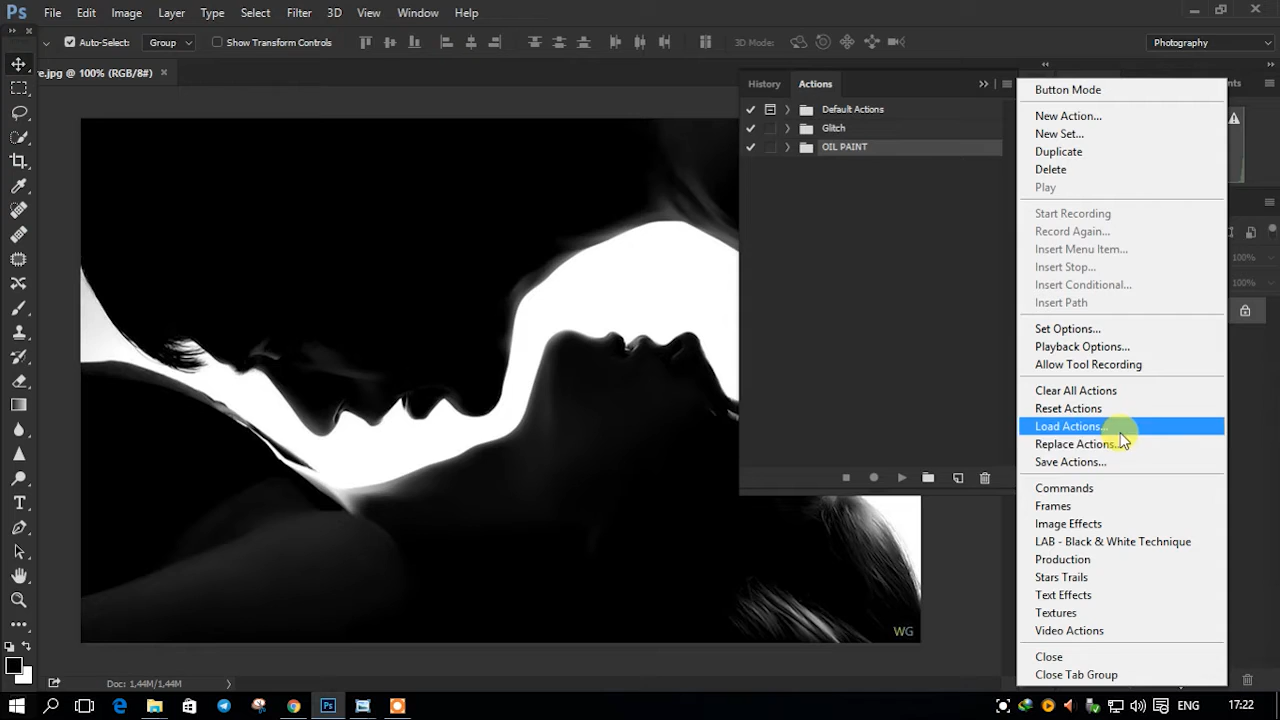 Ps File Edit Image Layer Type Select Filter 3D View Window Help
Auto-Select: Group Show Transform Controls 3D Mode: Photography
e.jpg @ 100% (RGB/8#) ×
History Actions
Default Actions
Glitch
OIL PAINT
Button Mode
New Action...
New Set...
Duplicate
Delete
Play
Start Recording
Record Again...
Insert Menu Item...
Insert Stop...
Insert Conditional...
Insert Path
Set Options...
Playback Options...
Allow Tool Recording
Clear All Actions
Reset Actions
Load Actions...
Replace Actions...
Save Actions...
Commands
Frames
Image Effects
LAB - Black & White Technique
Production
Stars Trails
Text Effects
Textures
Video Actions
Close
Close Tab Group
100%
100%
WG
Doc: 1,44M/1,44M
Ps ENG 17:22